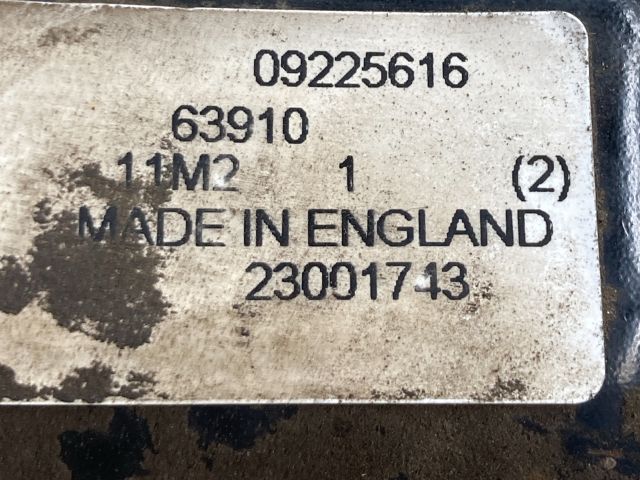 09225616
63910
11M2 1 (2)
MADE IN ENGLAND
23001743